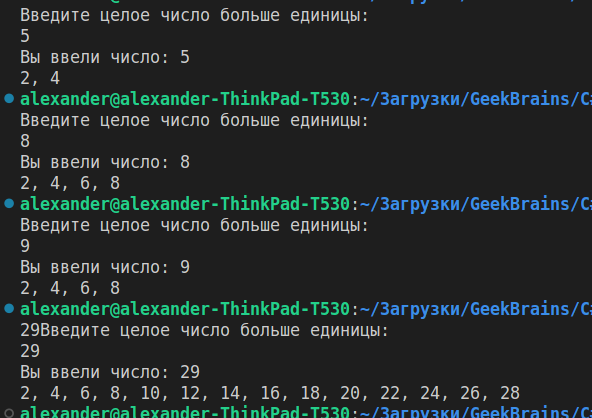 Введите целое число больше единицы:
5
Вы ввели число: 5
2, 4
alexander@alexander-ThinkPad-T530:~/Загрузки/GeekBrains/C
Введите целое число больше единицы:
8
Вы ввели число: 8
2, 4, 6, 8
alexander@alexander-ThinkPad-T530:~/Загрузки/GeekBrains/C
Введите целое число больше единицы:
9
Вы ввели число: 9
2, 4, 6, 8
alexander@alexander-ThinkPad-T530:~/Загрузки/GeekBrains/C
29Введите целое число больше единицы:
29
Вы ввели число: 29
2, 4, 6, 8, 10, 12, 14, 16, 18, 20, 22, 24, 26, 28
alexander@alexander-ThinkPad-T530:~/Загрузки/GeekBrains/C